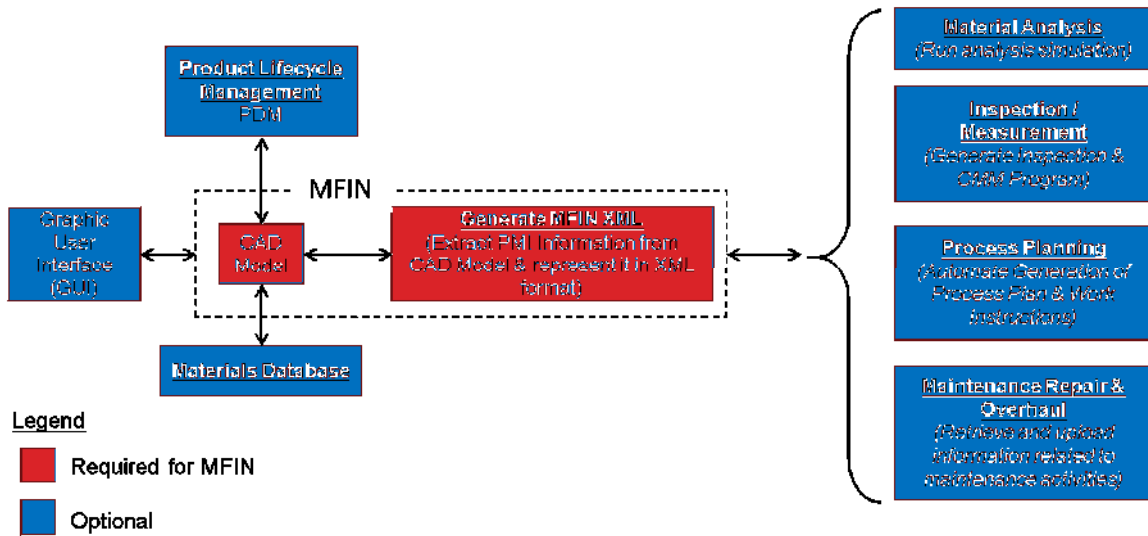 Product Lifecycle
Management
PDM
MFIN
Graphic
User
Interface
(GUI)
CAD
Model
Generate MFIN XML
(Extract PMI Information from
CAD Model & represent it in XML
format)
Materials Database
Material Analysis
(Run analysis simulation)
Inspection /
Measurement
(Generate Inspection &
CMM Program)
Process Planning
(Automate Generation of
Process Plan & Work
Instructions)
Maintenance Repair &
Overhaul
(Retrieve and upload
information related to
maintenance activities)
Legend
Required for MFIN
Optional